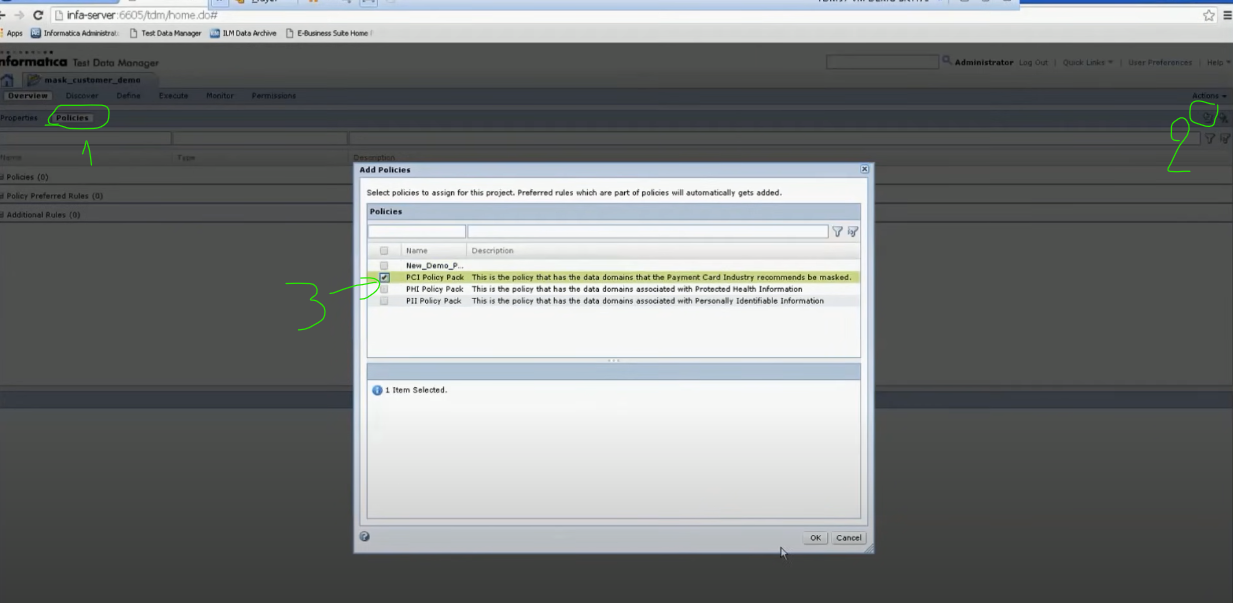 infa-server:6605/tdm/home.do#
Apps Informatica Administrat Test Data Manager ILM Data Archive E-Business Suite Home
nformatica Test Data Manager
Administrator Log Out | Quick Links | User Preferences | Help
mask_customer_demo
Overview Discover Define Execute Monitor Permissions
Actions
Properties Policies
1
2
Name Type Description
d Policies (0)
d Policy Preferred Rules (0)
d Additional Rules (0)
Add Policies
Select policies to assign for this project. Preferred rules which are part of policies will automatically gets added.
Policies
Name Description
New_Demo_P...
PCI Policy Pack This is the policy that has the data domains that the Payment Card Industry recommends be masked.
PHI Policy Pack This is the policy that has the data domains associated with Protected Health Information
PII Policy Pack This is the policy that has the data domains associated with Personally Identifiable Information
3
1 Item Selected.
OK Cancel